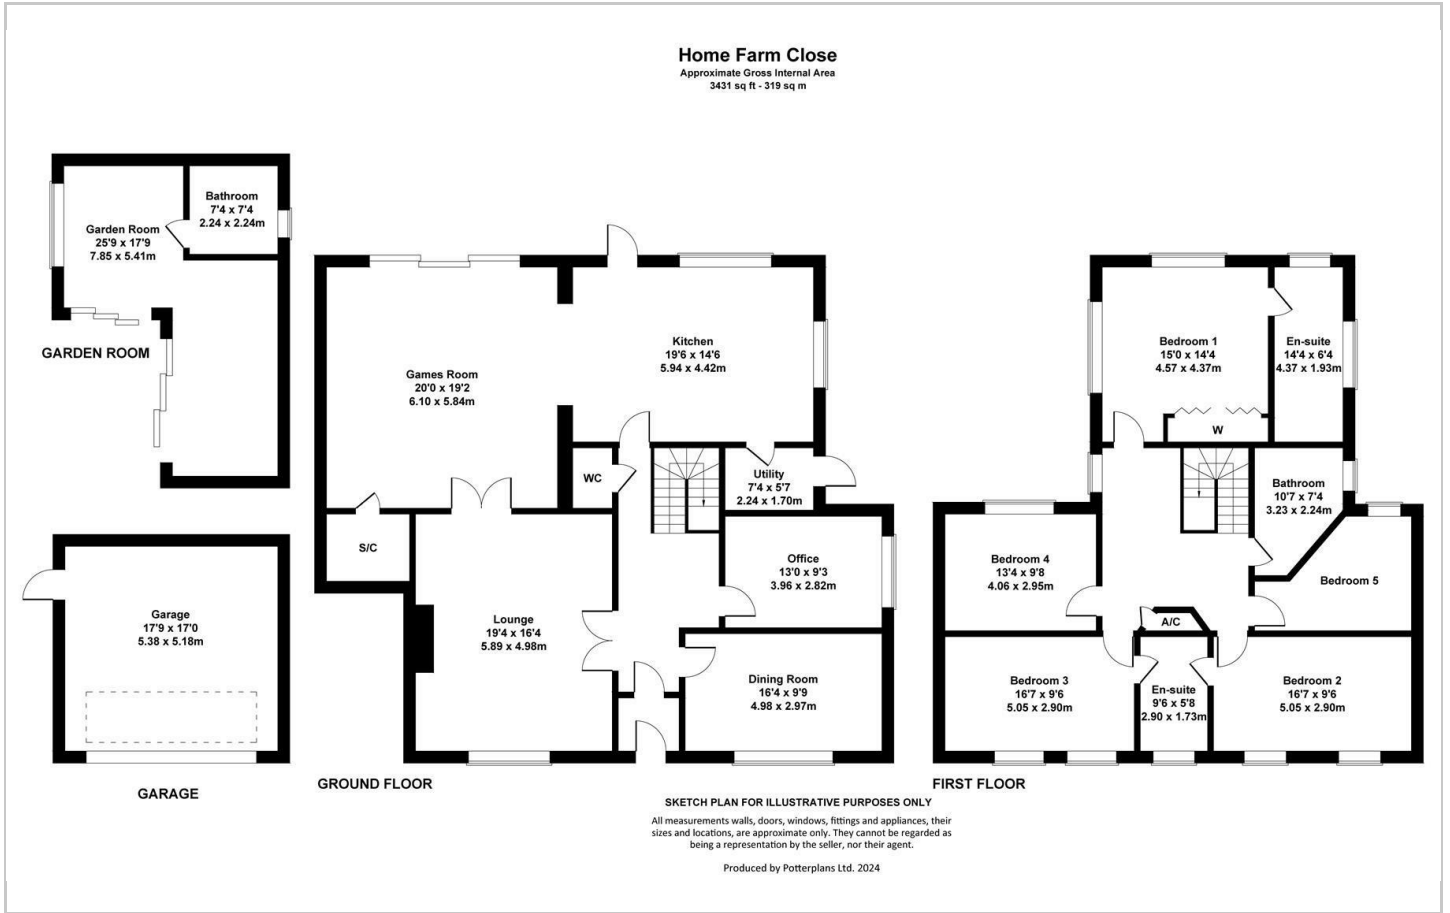 Home Farm Close
Approximate Gross Internal Area
3431 sq ft - 319 sq m
Bathroom
7'4 x 7'4
2.24 x 2.24m
Garden Room
25'9 x 17'9
7.85 x 5.41m
GARDEN ROOM
Garage
17'9 x 17'0
5.38 x 5.18m
GARAGE
Games Room
20'0 x 19'2
6.10 x 5.84m
Kitchen
19'6 x 14'6
5.94 x 4.42m
WC
Utility
7'4 x 5'7
2.24 x 1.70m
S/C
Office
13'0 x 9'3
3.96 x 2.82m
Lounge
19'4 x 16'4
5.89 x 4.98m
Dining Room
16'4 x 9'9
4.98 x 2.97m
GROUND FLOOR
Bedroom 1
15'0 x 14'4
4.57 x 4.37m
En-suite
14'4 x 6'4
4.37 x 1.93m
W
Bathroom
10'7 x 7'4
3.23 x 2.24m
Bedroom 4
13'4 x 9'8
4.06 x 2.95m
Bedroom 5
A/C
Bedroom 3
16'7 x 9'6
5.05 x 2.90m
En-suite
9'6 x 5'8
2.90 x 1.73m
Bedroom 2
16'7 x 9'6
5.05 x 2.90m
FIRST FLOOR
SKETCH PLAN FOR ILLUSTRATIVE PURPOSES ONLY
All measurements walls, doors, windows, fittings and appliances, their
sizes and locations, are approximate only. They cannot be regarded as
being a representation by the seller, nor their agent.
Produced by Potterplans Ltd. 2024